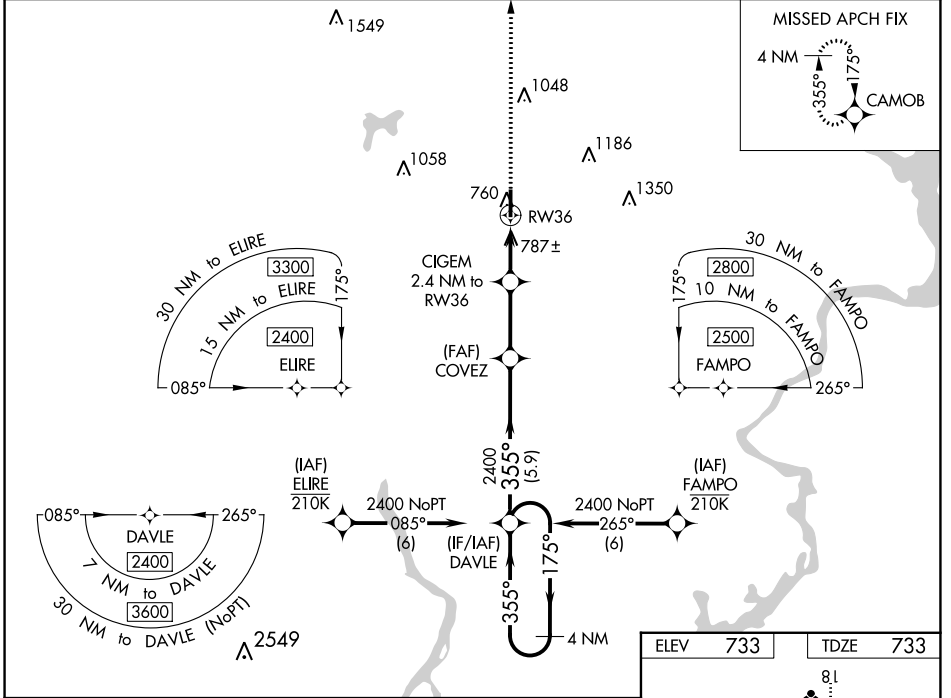 1549
1048
1058
1186
1350
760
RW36
787±
MISSED APCH FIX
4 NM
355°
175°
CAMOB
30 NM to ELIRE
3300
15 NM to ELIRE
2400
ELIRE
175°
085°
CIGEM
2.4 NM to
RW36
(FAF)
COVEZ
30 NM to FAMPO
2800
10 NM to FAMPO
2500
FAMPO
175°
265°
2400
355°
(5.9)
(IAF)
ELIRE
210K
2400 NoPT
085°
(6)
(IF/IAF)
DAVLE
2400 NoPT
265°
(6)
(IAF)
FAMPO
210K
355°
175°
4 NM
085°
265°
DAVLE
2400
7 NM to DAVLE
3600
30 NM to DAVLE (NoPT)
2549
ELEV 733
TDZE 733
18